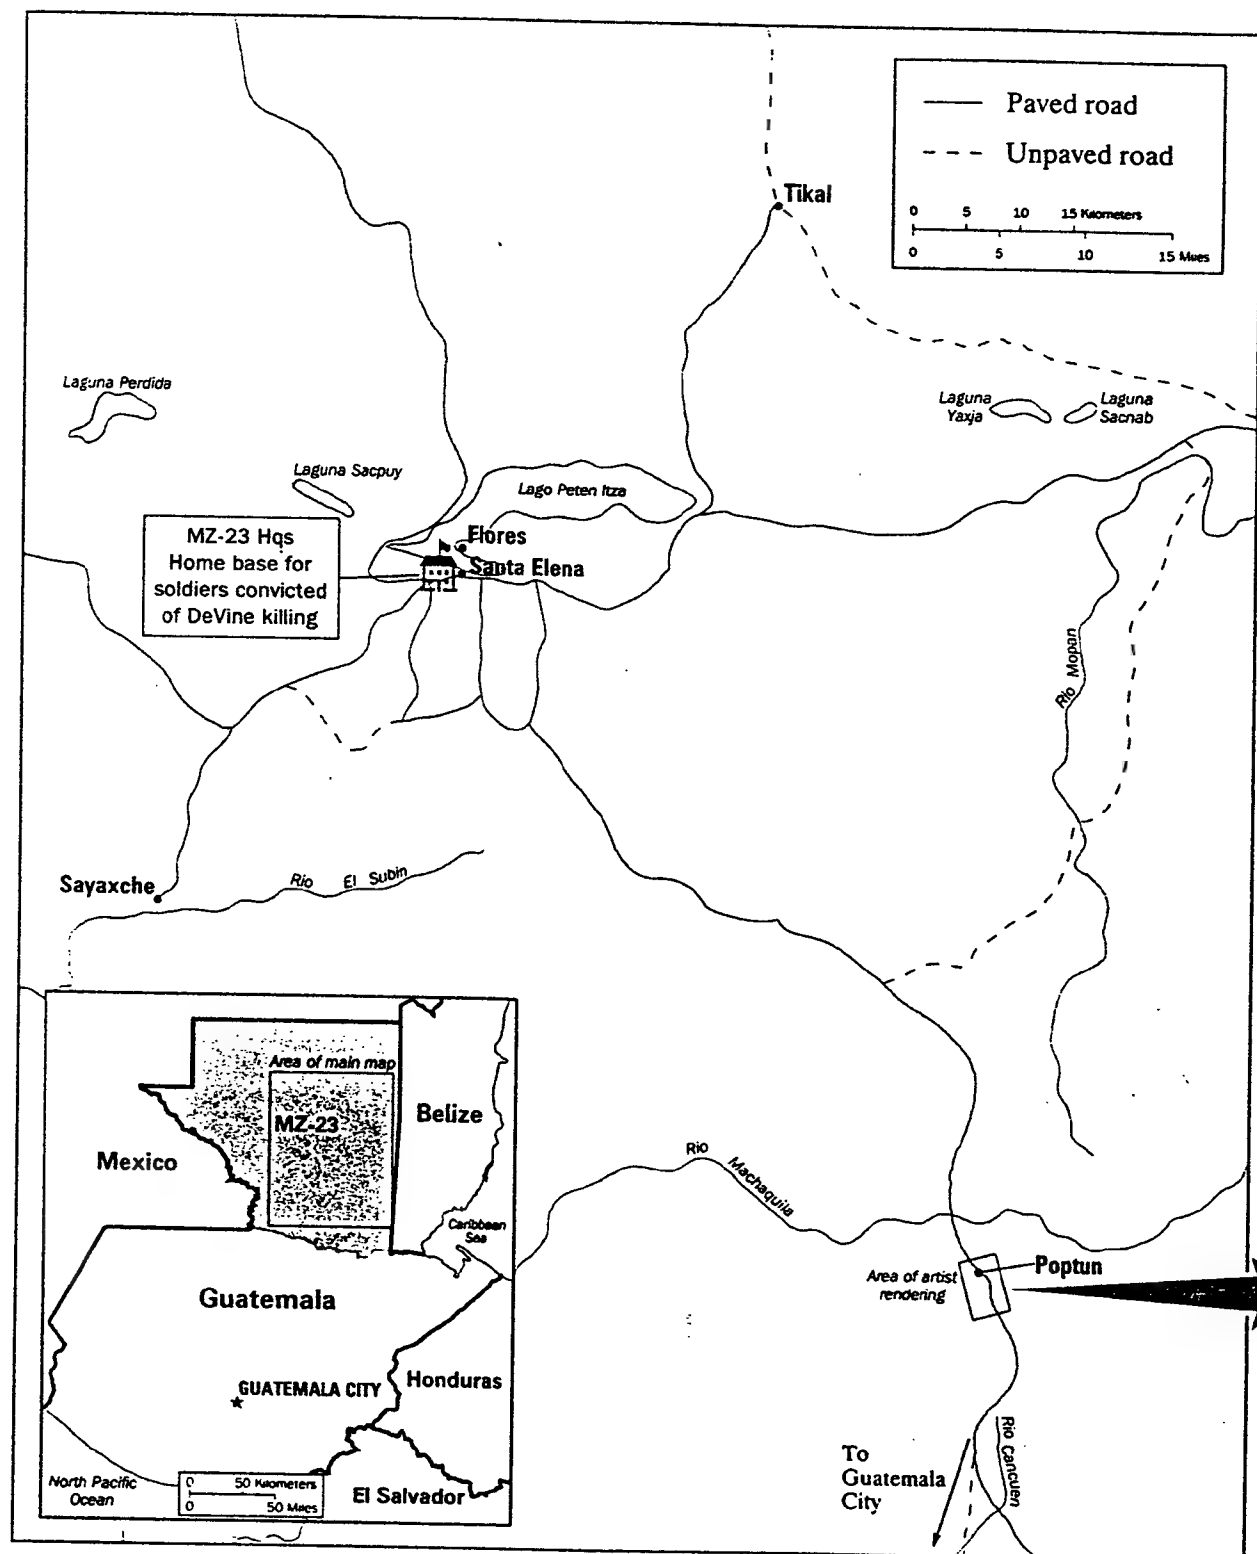 Paved road
Unpaved road
0 5 10 15 Kilometers
0 5 10 15 Miles
Tikal
Laguna Perdida
Laguna
Yaxja
Laguna
Sacnab
Laguna Sacpuy
Lago Peten Itza
MZ-23 Hqs
Home base for
soldiers convicted
of DeVine killing
Flores
Santa Elena
Rio Mopan
Sayaxche
Rio El Subin
Area of main map
MZ-23
Belize
Mexico
Caribbean
Sea
Guatemala
GUATEMALA CITY
Honduras
North Pacific
Ocean
0 50 Kilometers
0 50 Miles
El Salvador
Rio Machaquila
Poptun
Area of artist
rendering
To
Guatemala
City
Rio Cancuen